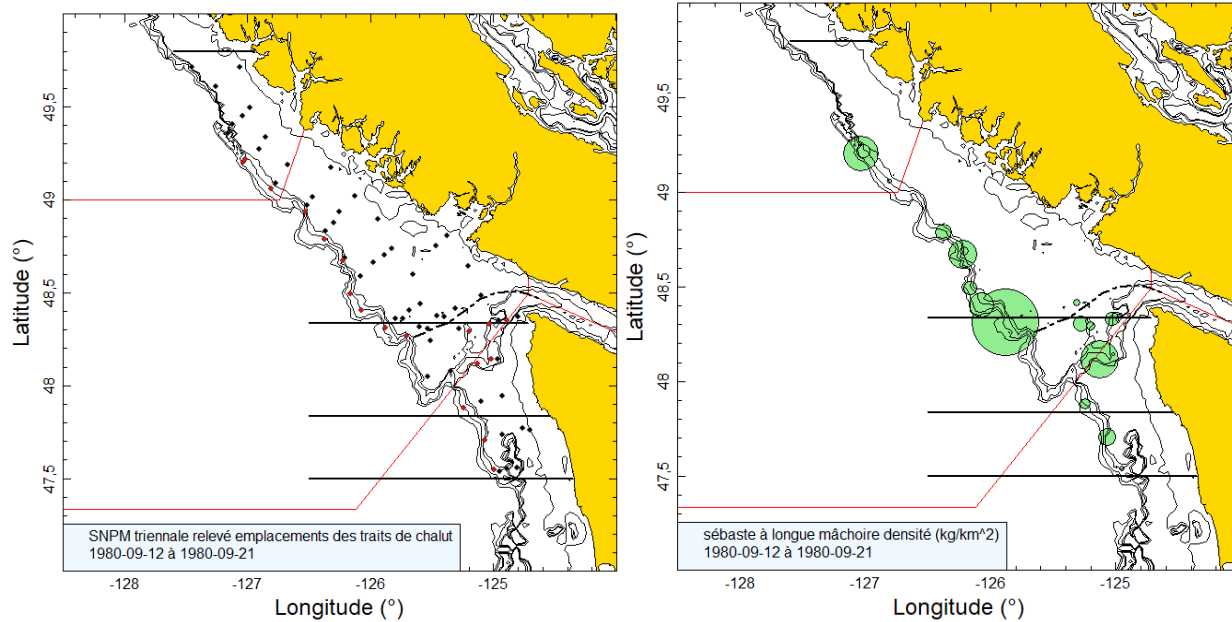 49,5
49
48,5
48
47,5
Latitude (°)
-128
-127
-126
-125
-124
Longitude (°)
SNPM triennale relevé emplacements des traits de chalut
1980-09-12 à 1980-09-21
49,5
49
48,5
48
47,5
Latitude (°)
-128
-127
-126
-125
-124
Longitude (°)
sébaste à longue mâchoire densité (kg/km^2)
1980-09-12 à 1980-09-21